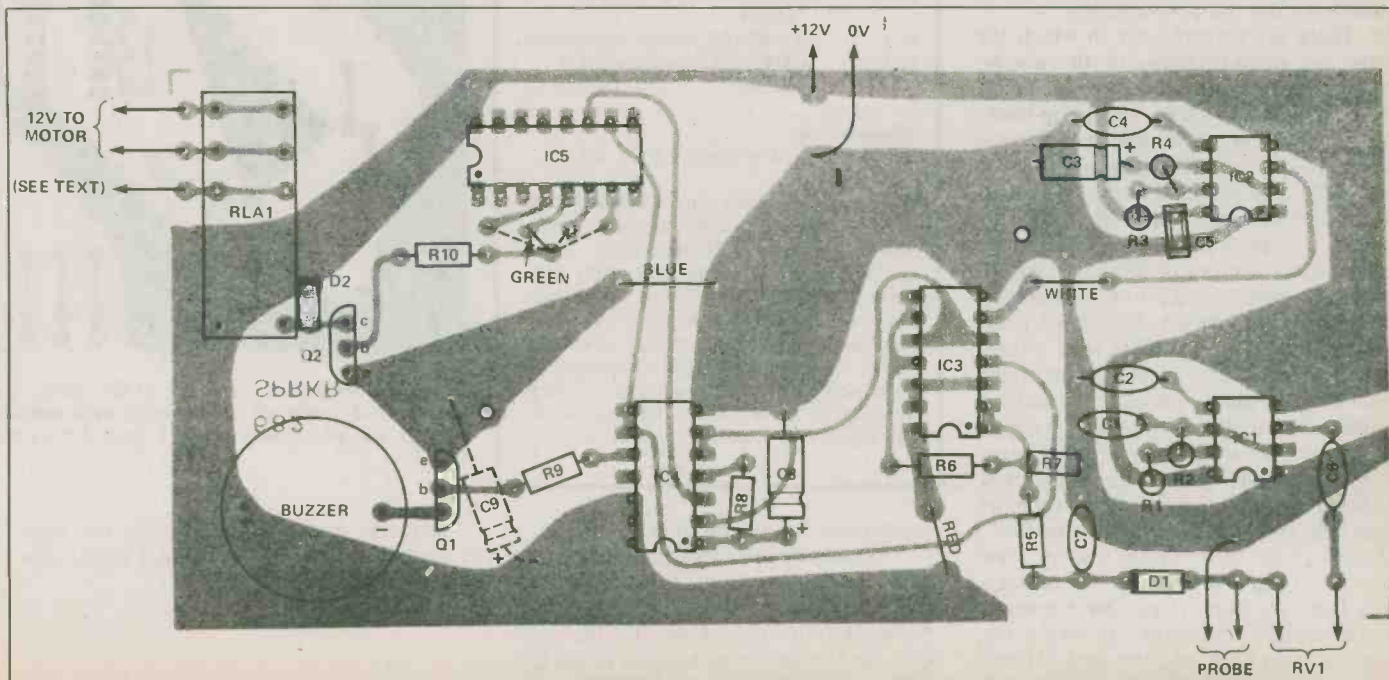 +12V 0V
12V TO
MOTOR
(SEE TEXT)
RLA1
IC5
R10
GREEN
BLUE
C4
C3
+
R4
IC2
R3
C5
WHITE
D2
c
b
Q2
SPRKR
682
IC3
C2
IC1
R2
R1
BUZZER
−
e
b
Q1
C9
+ −
R9
IC4
R8
+
R6
R7
RED
R5
C7
D1
PROBE
RV1